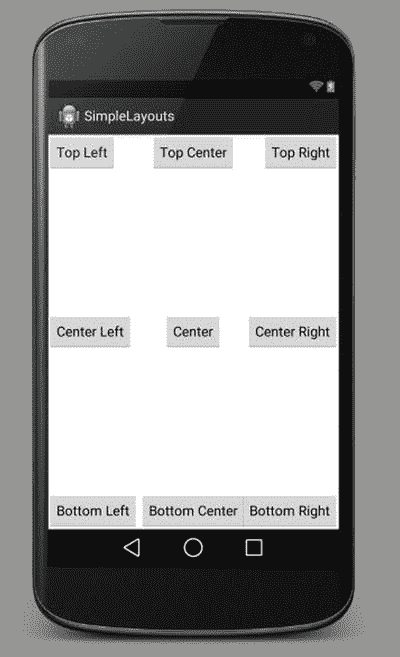 SimpleLayouts
Top Left Top Center Top Right
Center Left Center Center Right
Bottom Left Bottom Center Bottom Right